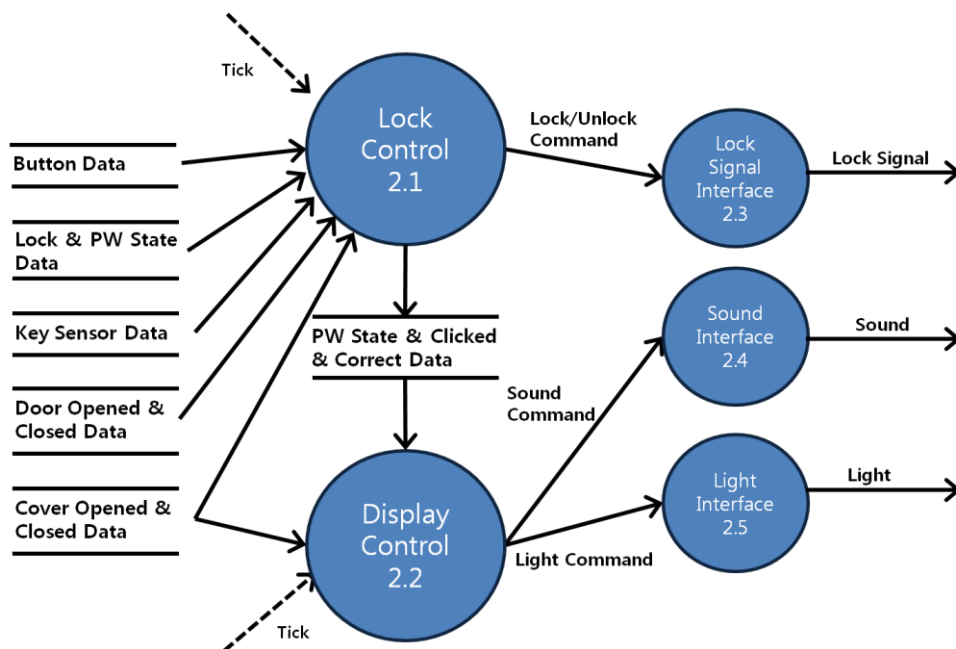 Tick
Lock
Control
2.1
Button Data
Lock & PW State
Data
Key Sensor Data
Door Opened &
Closed Data
Cover Opened &
Closed Data
Lock/Unlock
Command
Lock
Signal
Interface
2.3
Lock Signal
PW State & Clicked
& Correct Data
Sound
Command
Sound
Interface
2.4
Sound
Display
Control
2.2
Light Command
Light
Interface
2.5
Light
Tick